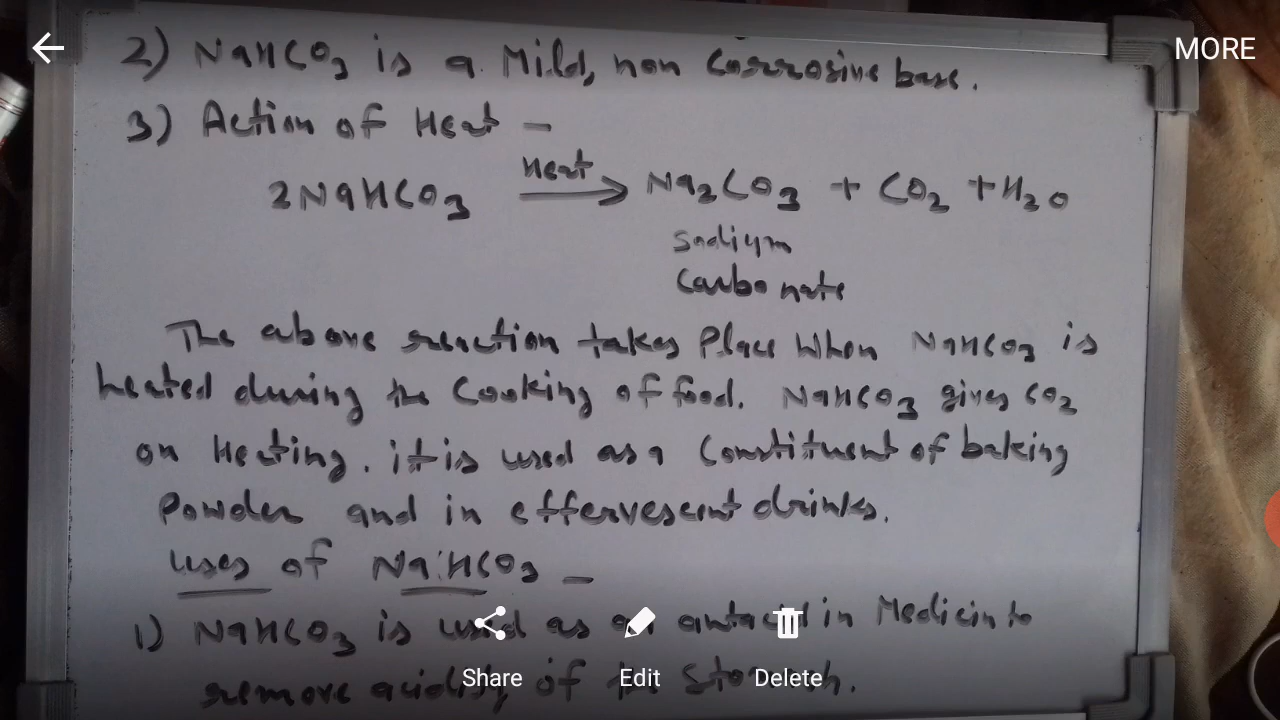 MORE
2) NaHCO3 is a Mild, non Corrosive base.
3) Action of Heat –
2NaHCO3 Heat→ Na2CO3 + CO2 + H2O
Sodium
Carbonate
The above reaction takes Place When NaHCO3 is
heated during the Cooking of food. NaHCO3 gives CO2
on Heating. it is used as a Constituent of baking
Powder and in effervescent drinks.
Uses of NaHCO3 –
1) NaHCO3 is used as an antacid in Medicin to
remove acidity of the Stomach.
Share Edit Delete